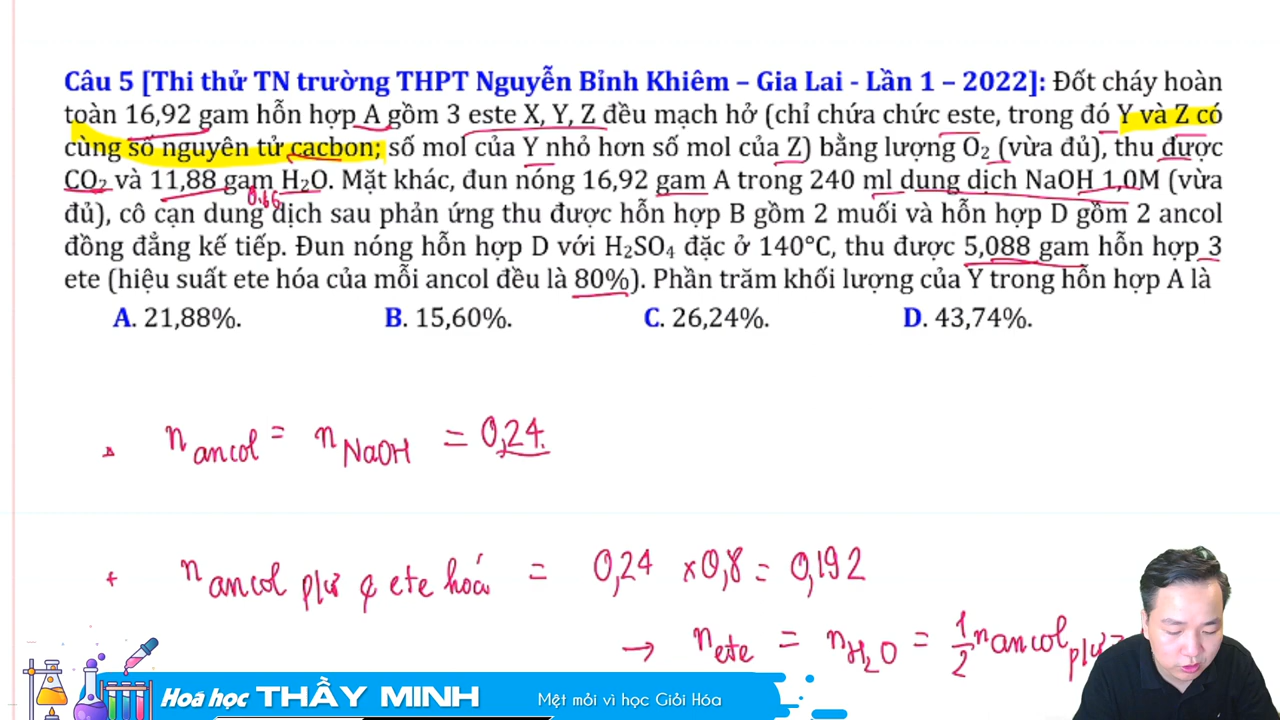 Câu 5 [Thi thử TN trường THPT Nguyễn Bỉnh Khiêm – Gia Lai - Lần 1 – 2022]: Đốt cháy hoàn
toàn 16,92 gam hỗn hợp A gồm 3 este X, Y, Z đều mạch hở (chỉ chứa chức este, trong đó Y và Z có
cùng số nguyên tử cacbon; số mol của Y nhỏ hơn số mol của Z) bằng lượng O₂ (vừa đủ), thu được
CO₂ và 11,88 gam H₂O. Mặt khác, đun nóng 16,92 gam A trong 240 ml dung dịch NaOH 1,0M (vừa
0.66
đủ), cô cạn dung dịch sau phản ứng thu được hỗn hợp B gồm 2 muối và hỗn hợp D gồm 2 ancol
đồng đẳng kế tiếp. Đun nóng hỗn hợp D với H₂SO₄ đặc ở 140°C, thu được 5,088 gam hỗn hợp 3
ete (hiệu suất ete hóa của mỗi ancol đều là 80%). Phần trăm khối lượng của Y trong hỗn hợp A là
A. 21,88%. B. 15,60%. C. 26,24%. D. 43,74%.
n ancol = n NaOH = 0,24.
+ n ancol p/ư ete hoá = 0,24 x 0,8 = 0,192
→ n ete = n H₂O = 1/2 n ancol p/ư =
Hoá học THẦY MINH Mệt mỏi vì học Giỏi Hóa